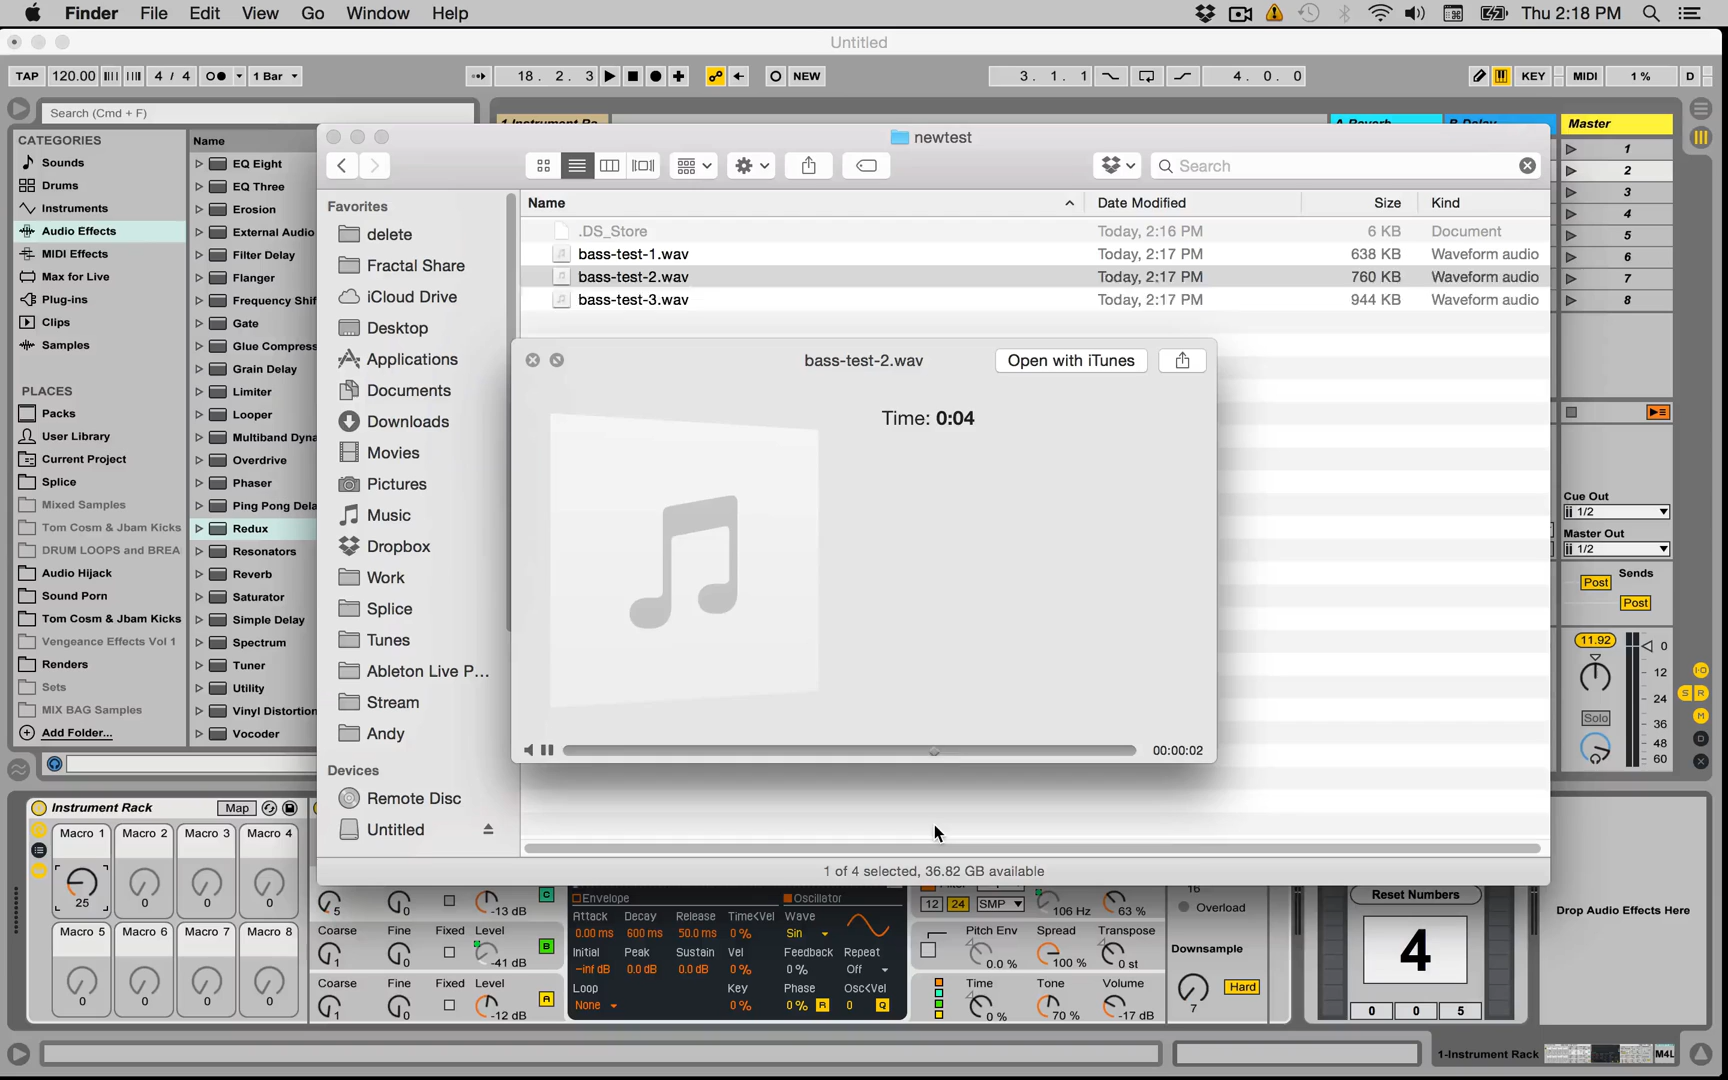 Finder File Edit View Go Window Help Thu 2:18 PM
Untitled
TAP 120.00 4 / 4 1 Bar 18. 2. 3 NEW 3. 1. 1 4. 0. 0 KEY MIDI 1 % D
Search (Cmd + F)
CATEGORIES
Sounds
Drums
Instruments
Audio Effects
MIDI Effects
Max for Live
Plug-ins
Clips
Samples
PLACES
Packs
User Library
Current Project
Splice
Mixed Samples
Tom Cosm & Jbam Kicks
DRUM LOOPS and BREA
Audio Hijack
Sound Porn
Tom Cosm & Jbam Kicks
Vengeance Effects Vol 1
Renders
Sets
MIX BAG Samples
Add Folder...
Name
EQ Eight
EQ Three
Erosion
External Audio
Filter Delay
Flanger
Frequency Shif
Gate
Glue Compress
Grain Delay
Limiter
Looper
Multiband Dyna
Overdrive
Phaser
Ping Pong Dela
Redux
Resonators
Reverb
Saturator
Simple Delay
Spectrum
Tuner
Utility
Vinyl Distortion
Vocoder
newtest
Search
Favorites
delete
Fractal Share
iCloud Drive
Desktop
Applications
Documents
Downloads
Movies
Pictures
Music
Dropbox
Work
Splice
Tunes
Ableton Live P...
Stream
Andy
Devices
Remote Disc
Untitled
Name Date Modified Size Kind
.DS_Store Today, 2:16 PM 6 KB Document
bass-test-1.wav Today, 2:17 PM 638 KB Waveform audio
bass-test-2.wav Today, 2:17 PM 760 KB Waveform audio
bass-test-3.wav Today, 2:17 PM 944 KB Waveform audio
bass-test-2.wav Open with iTunes
Time: 0:04
00:00:02
1 of 4 selected, 36.82 GB available
Master
1
2
3
4
5
6
7
8
Cue Out
1/2
Master Out
1/2
Sends
Post
Post
11.92
0
12
24
36
48
60
Solo
I·O
S R
M
D
X
Instrument Rack Map
Macro 1 Macro 2 Macro 3 Macro 4
25 0 0 0
Macro 5 Macro 6 Macro 7 Macro 8
0 0 0 0
5 0 -13 dB C
Coarse Fine Fixed Level
1 0 -41 dB B
Coarse Fine Fixed Level
1 0 -12 dB A
Envelope Oscillator
Attack Decay Release Time<Vel Wave
0.00 ms 600 ms 50.0 ms 0 % Sin
Initial Peak Sustain Vel Feedback Repeat
-inf dB 0.0 dB 0.0 dB 0 % 0 % Off
Loop Key Phase Osc<Vel
None 0 % 0 % R 0 Q
12 24 SMP 106 Hz 63 %
Pitch Env Spread Transpose
0.0 % 100 % 0 st
Time Tone Volume
0 % 70 % -17 dB
16
Overload
Downsample
7 Hard
Reset Numbers
4
0 0 5
Drop Audio Effects Here
1-Instrument Rack M4L